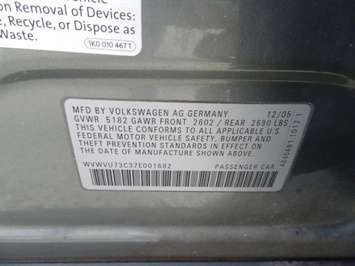 on Removal of Devices:
e, Recycle, or Dispose as
Waste.
1K0 010 467 T
MFD BY VOLKSWAGEN AG GERMANY 12/05
GVWR 5182 GAWR FRONT 2602 / REAR 2690 LBS
THIS VEHICLE CONFORMS TO ALL APPLICABLE U.S.
FEDERAL MOTOR VEHICLE SAFETY, BUMPER AND
THEFT PREVENTION STANDARDS IN EFFECT ON THE
DATE OF MANUFACTURE SHOWN ABOVE
WVWVU73C37E001682 PASSENGER CAR